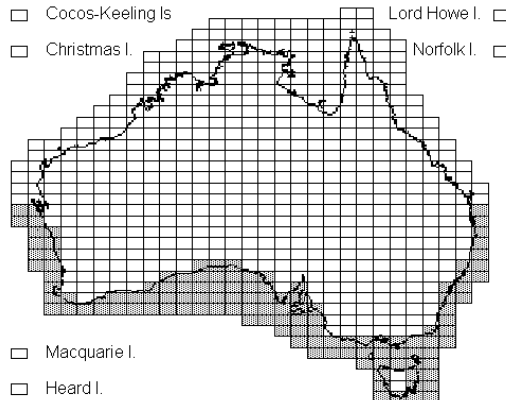 Cocos-Keeling Is
Lord Howe I.
Christmas I.
Norfolk I.
Macquarie I.
Heard I.